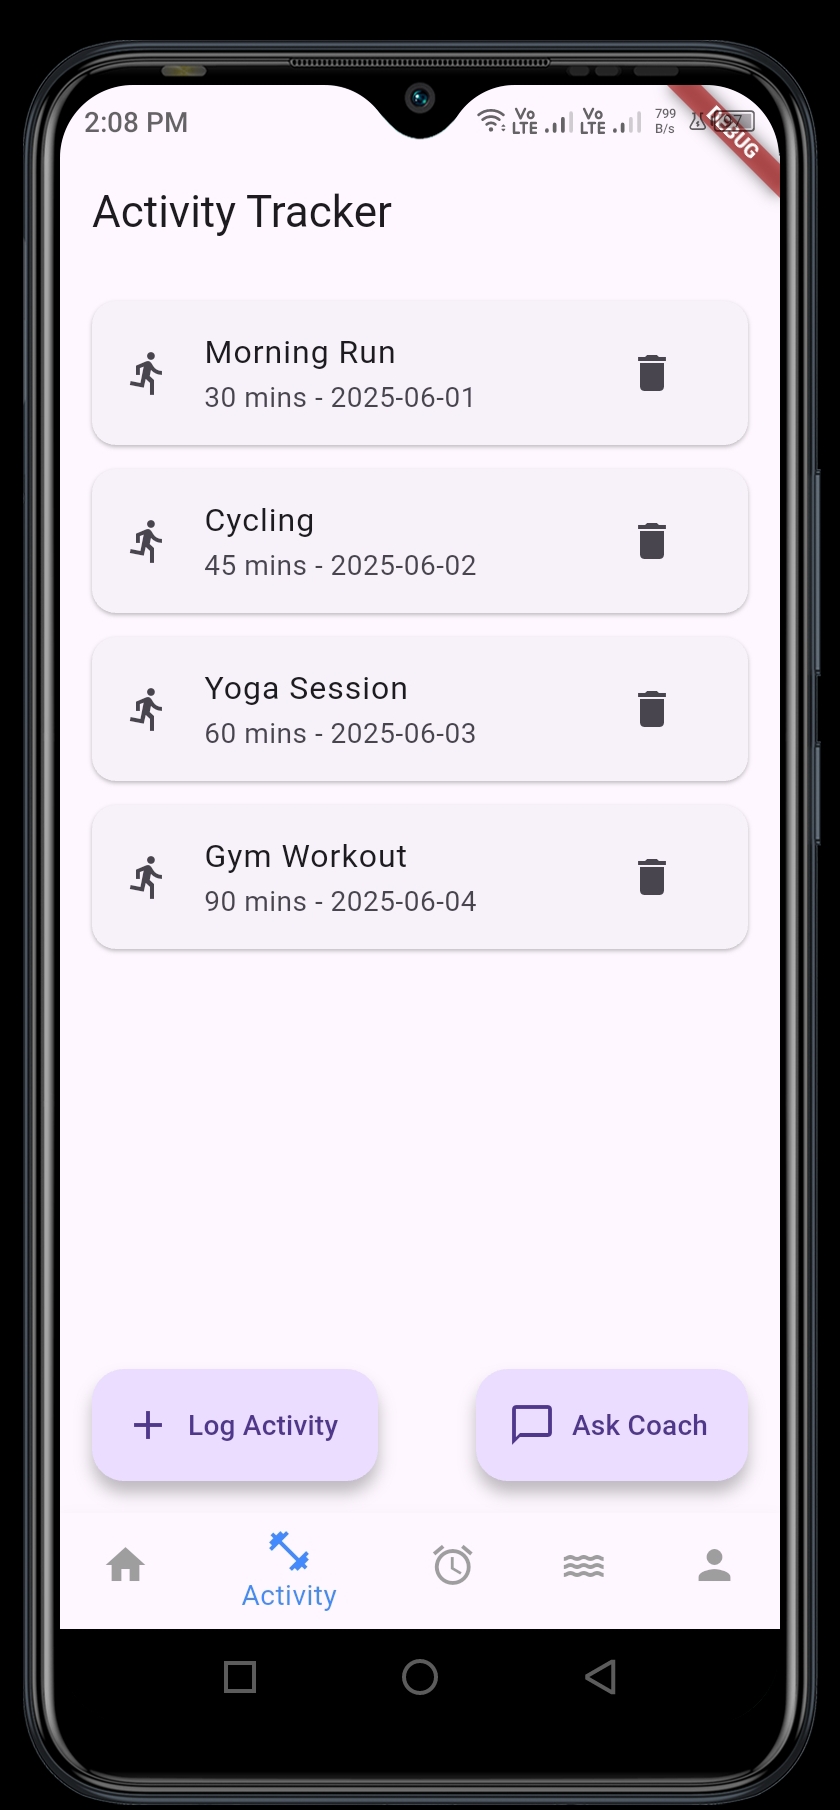 2:08 PM
Vo LTE Vo LTE 799 B/s 97
DEBUG
Activity Tracker
Morning Run
30 mins - 2025-06-01
Cycling
45 mins - 2025-06-02
Yoga Session
60 mins - 2025-06-03
Gym Workout
90 mins - 2025-06-04
Log Activity
Ask Coach
Activity